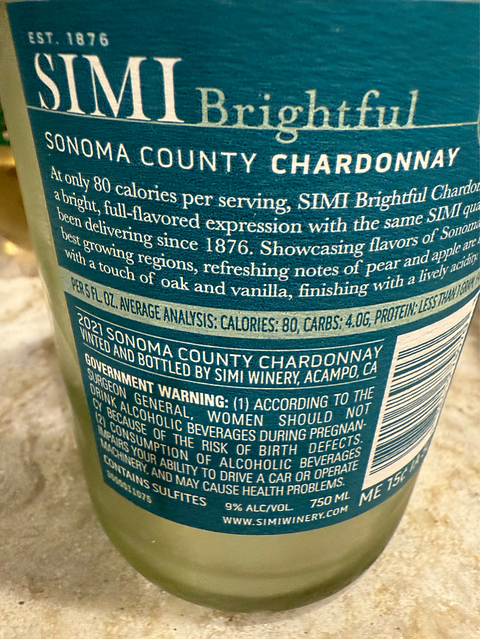 EST. 1876
SIMI Brightful
SONOMA COUNTY CHARDONNAY
At only 80 calories per serving, SIMI Brightful
a bright, full-flavored expression with the same SIMI
been delivering since 1876. Showcasing flavors of
best growing regions, refreshing notes of pear and apple are
with a touch of oak and vanilla, finishing with a lively acidity.
PER 5 FL. OZ. AVERAGE ANALYSIS: CALORIES: 80, CARBS: 4.0G, PROTEIN: LESS THAN 1 GRAM,
2021 SONOMA COUNTY CHARDONNAY
VINTED AND BOTTLED BY SIMI WINERY, ACAMPO, CA
GOVERNMENT WARNING: (1) ACCORDING TO THE
SURGEON GENERAL, WOMEN SHOULD NOT
DRINK ALCOHOLIC BEVERAGES DURING PREGNAN-
CY BECAUSE OF THE RISK OF BIRTH DEFECTS.
(2) CONSUMPTION OF ALCOHOLIC BEVERAGES
IMPAIRS YOUR ABILITY TO DRIVE A CAR OR OPERATE
MACHINERY, AND MAY CAUSE HEALTH PROBLEMS.
CONTAINS SULFITES 9% ALC/VOL. 750 ML
WWW.SIMIWINERY.COM
ME 15¢